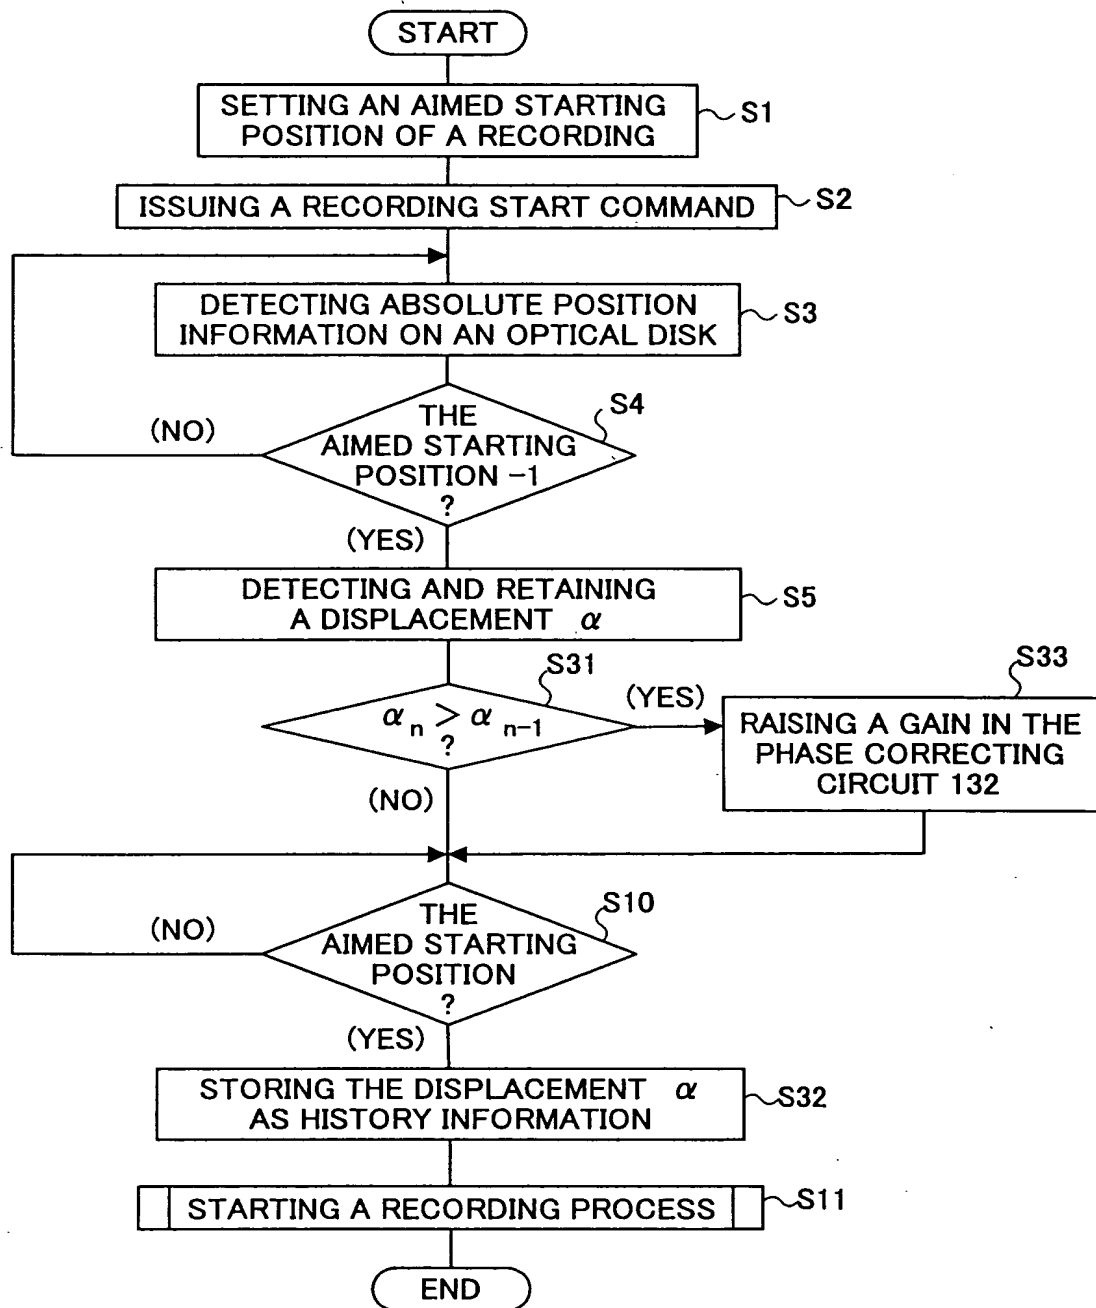 START
SETTING AN AIMED STARTING
POSITION OF A RECORDING
S1
ISSUING A RECORDING START COMMAND
S2
DETECTING ABSOLUTE POSITION
INFORMATION ON AN OPTICAL DISK
S3
THE
AIMED STARTING
POSITION -1
?
S4
(NO)
(YES)
DETECTING AND RETAINING
A DISPLACEMENT α
S5
αn > αn-1
?
S31
(YES)
(NO)
S33
RAISING A GAIN IN THE
PHASE CORRECTING
CIRCUIT 132
THE
AIMED STARTING
POSITION
?
S10
(NO)
(YES)
STORING THE DISPLACEMENT α
AS HISTORY INFORMATION
S32
STARTING A RECORDING PROCESS
S11
END